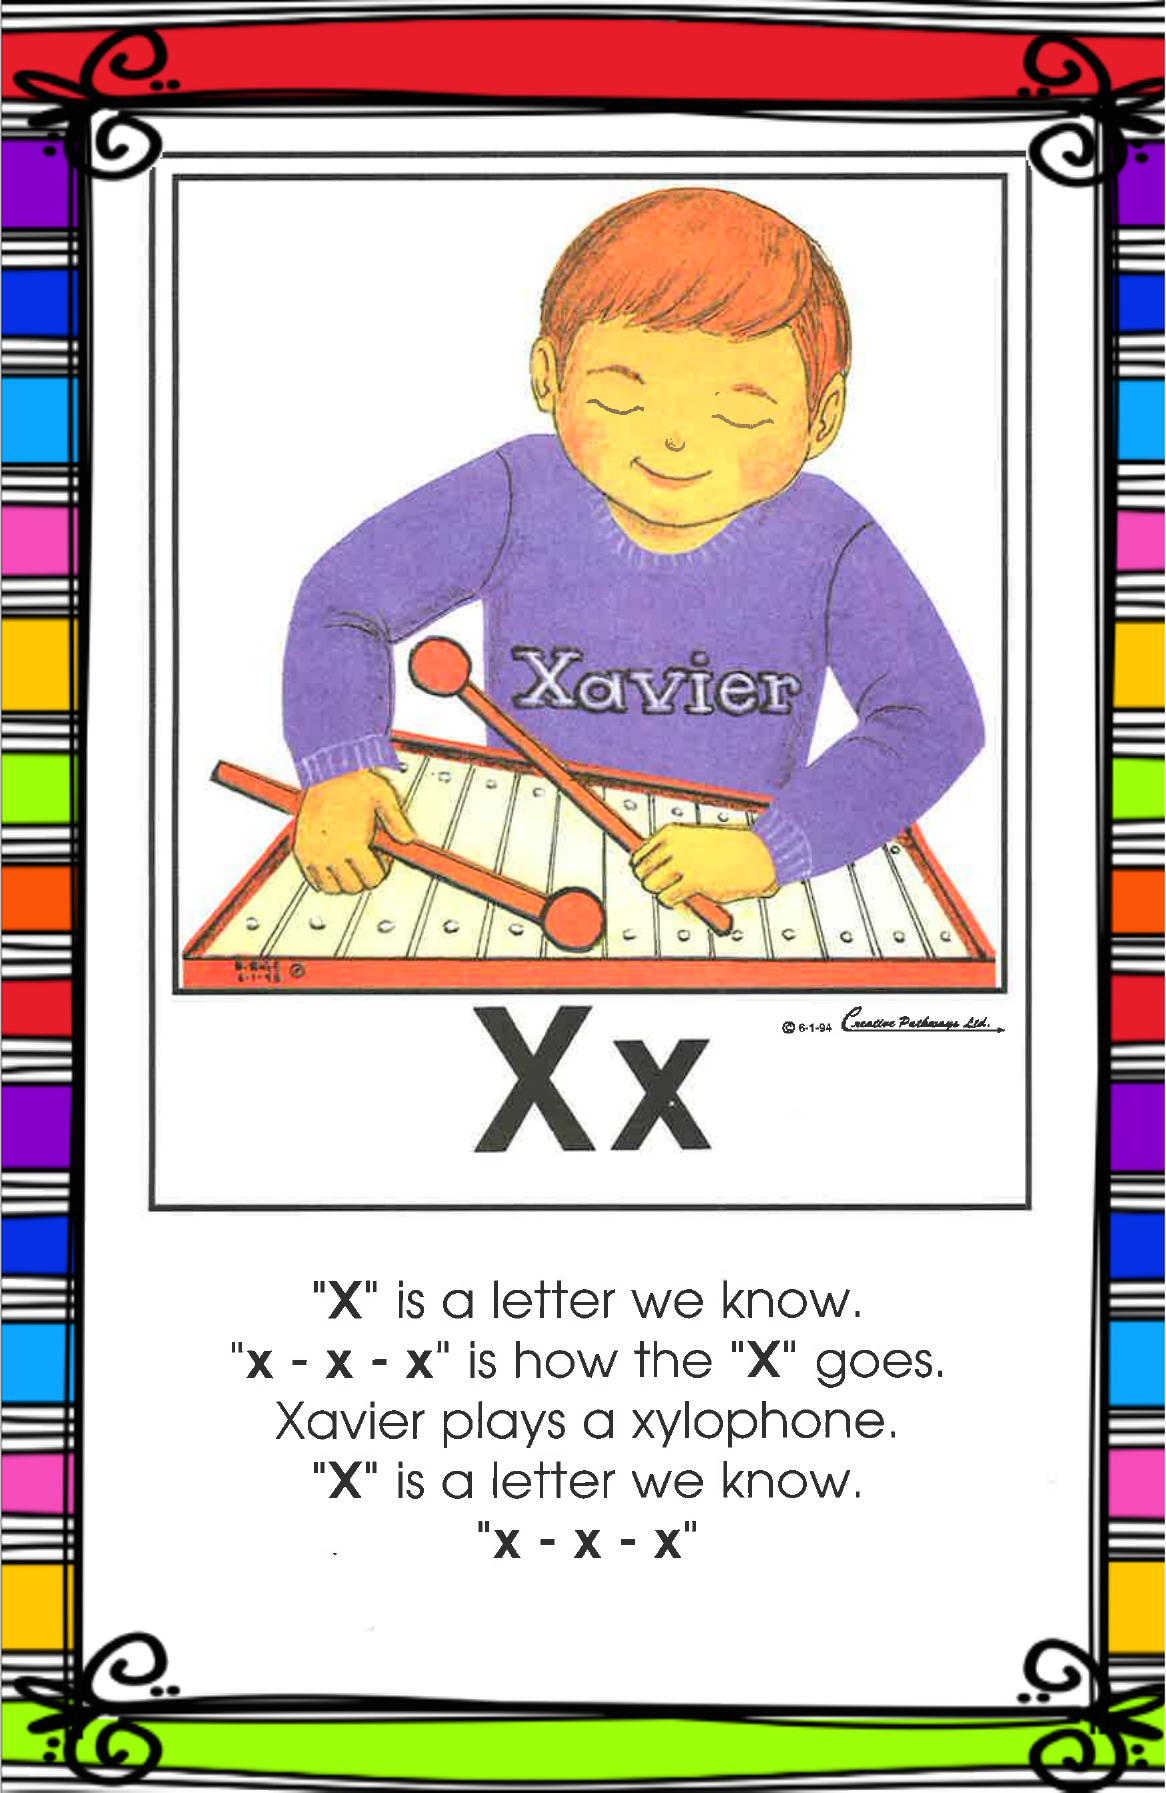 Xavier
© 6-1-94 Creative Pathways Ltd.
Xx
"X" is a letter we know.
"x - x - x" is how the "X" goes.
Xavier plays a xylophone.
"X" is a letter we know.
"x - x - x"